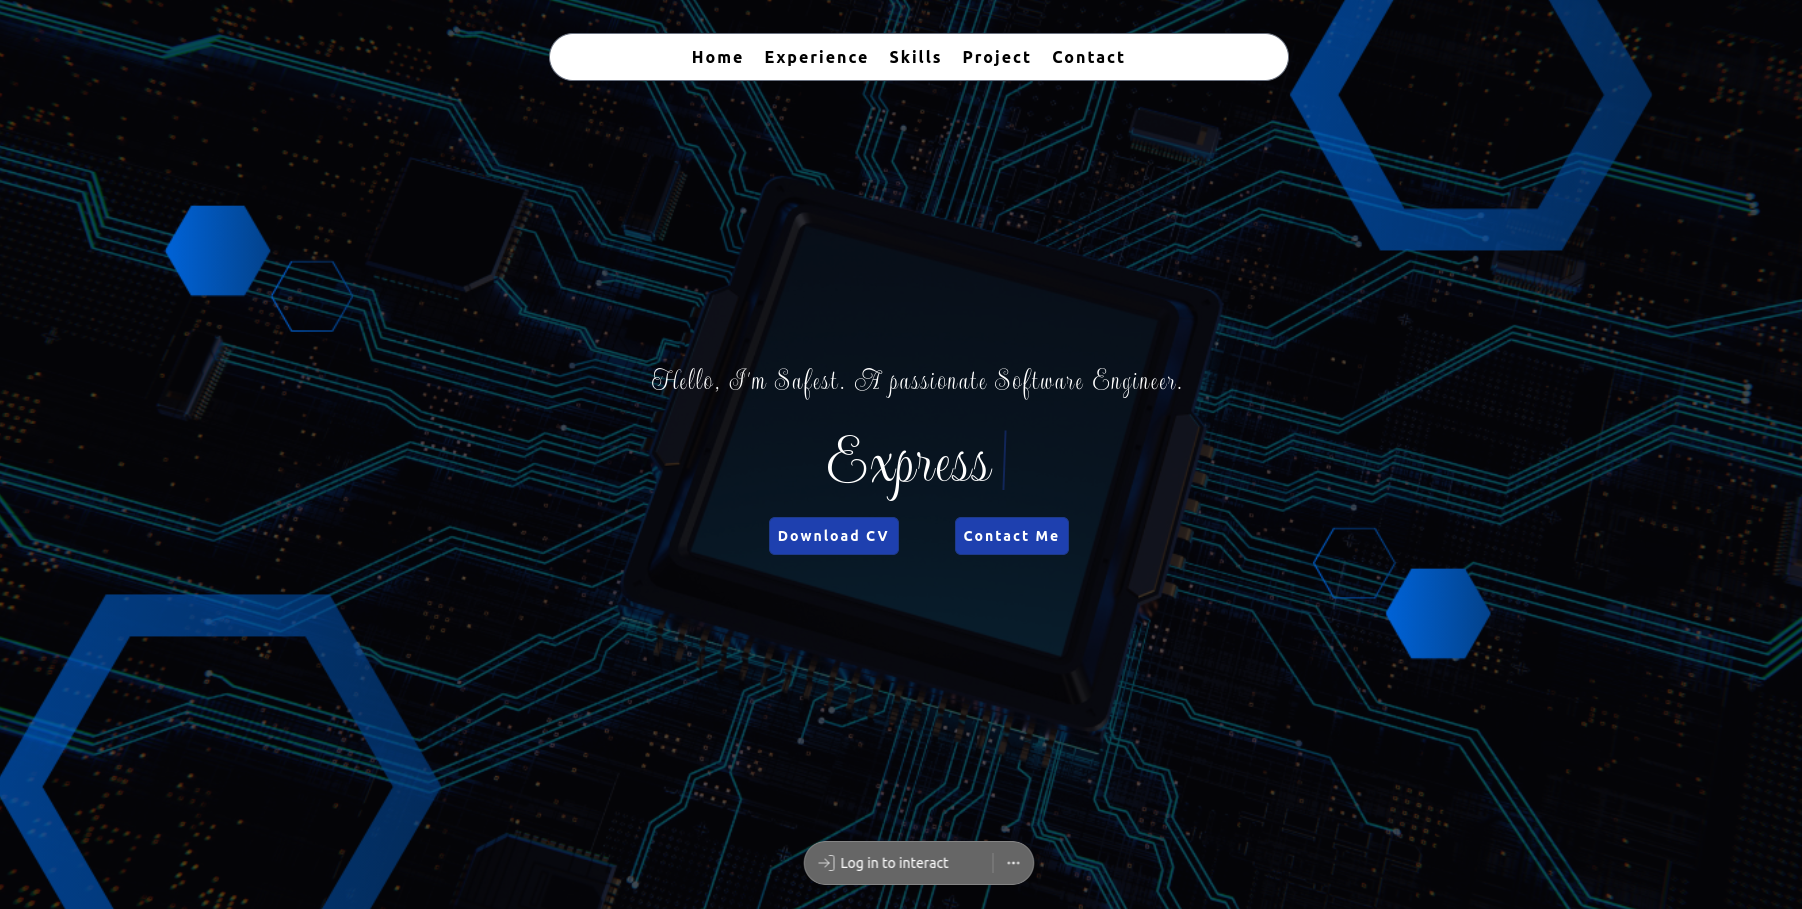 Home Experience Skills Project Contact
Hello, I'm Safest. A passionate Software Engineer.
Express
Download CV Contact Me
Log in to interact